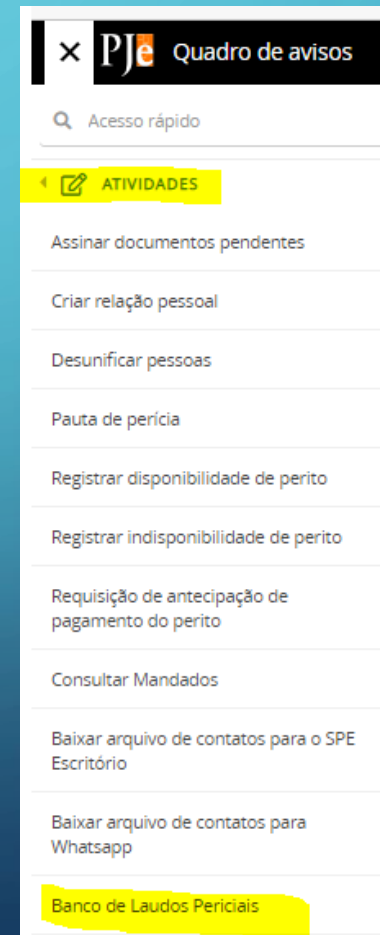 × PJe Quadro de avisos
Acesso rápido
ATIVIDADES
Assinar documentos pendentes
Criar relação pessoal
Desunificar pessoas
Pauta de perícia
Registrar disponibilidade de perito
Registrar indisponibilidade de perito
Requisição de antecipação de
pagamento do perito
Consultar Mandados
Baixar arquivo de contatos para o SPE
Escritório
Baixar arquivo de contatos para
Whatsapp
Banco de Laudos Periciais